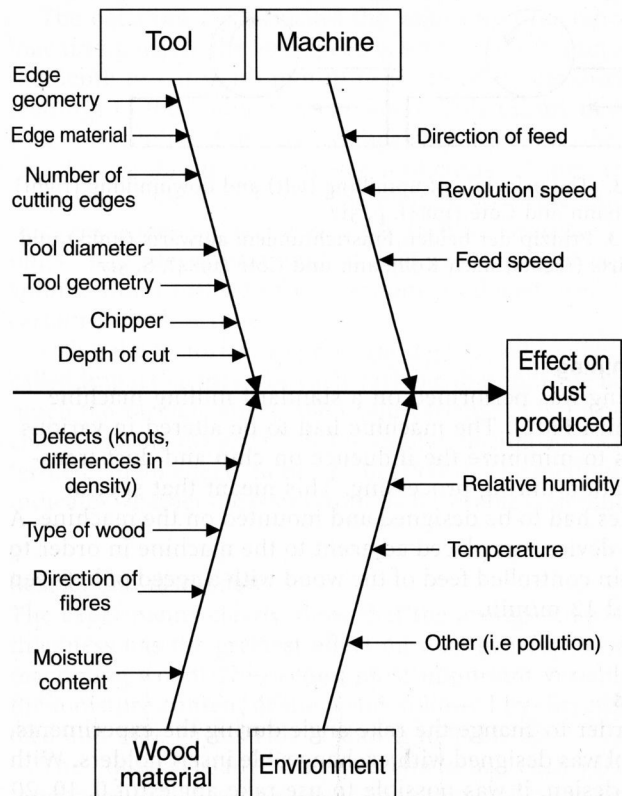 Tool
Machine
Edge
geometry
Edge material
Number of
cutting edges
Tool diameter
Tool geometry
Chipper
Depth of cut
Direction of feed
Revolution speed
Feed speed
Effect on
dust
produced
Defects (knots,
differences in
density)
Type of wood
Direction of
fibres
Moisture
content
Relative humidity
Temperature
Other (i.e pollution)
Wood
material
Environment